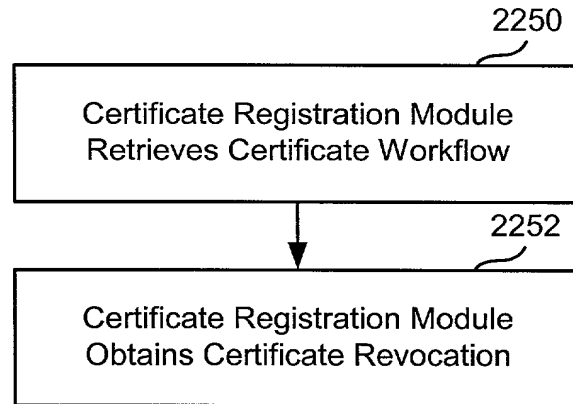 2250
Certificate Registration Module
Retrieves Certificate Workflow
2252
Certificate Registration Module
Obtains Certificate Revocation